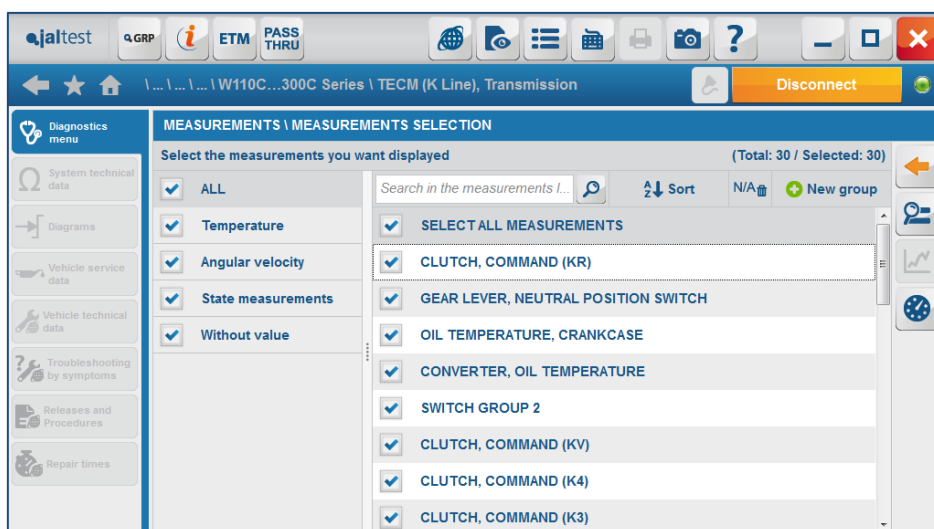 jaltest
GRP
i
ETM
PASS
THRU
?
\ ... \ ... \ ... \ W110C...300C Series \ TECM (K Line), Transmission
Disconnect
Diagnostics
menu
MEASUREMENTS \ MEASUREMENTS SELECTION
Select the measurements you want displayed
(Total: 30 / Selected: 30)
System technical
data
ALL
Search in the measurements l...
Sort
N/A
New group
Diagrams
Temperature
SELECT ALL MEASUREMENTS
Vehicle service
data
Angular velocity
CLUTCH, COMMAND (KR)
Vehicle technical
data
State measurements
GEAR LEVER, NEUTRAL POSITION SWITCH
Without value
OIL TEMPERATURE, CRANKCASE
Troubleshooting
by symptoms
CONVERTER, OIL TEMPERATURE
Releases and
Procedures
SWITCH GROUP 2
CLUTCH, COMMAND (KV)
Repair times
CLUTCH, COMMAND (K4)
CLUTCH, COMMAND (K3)